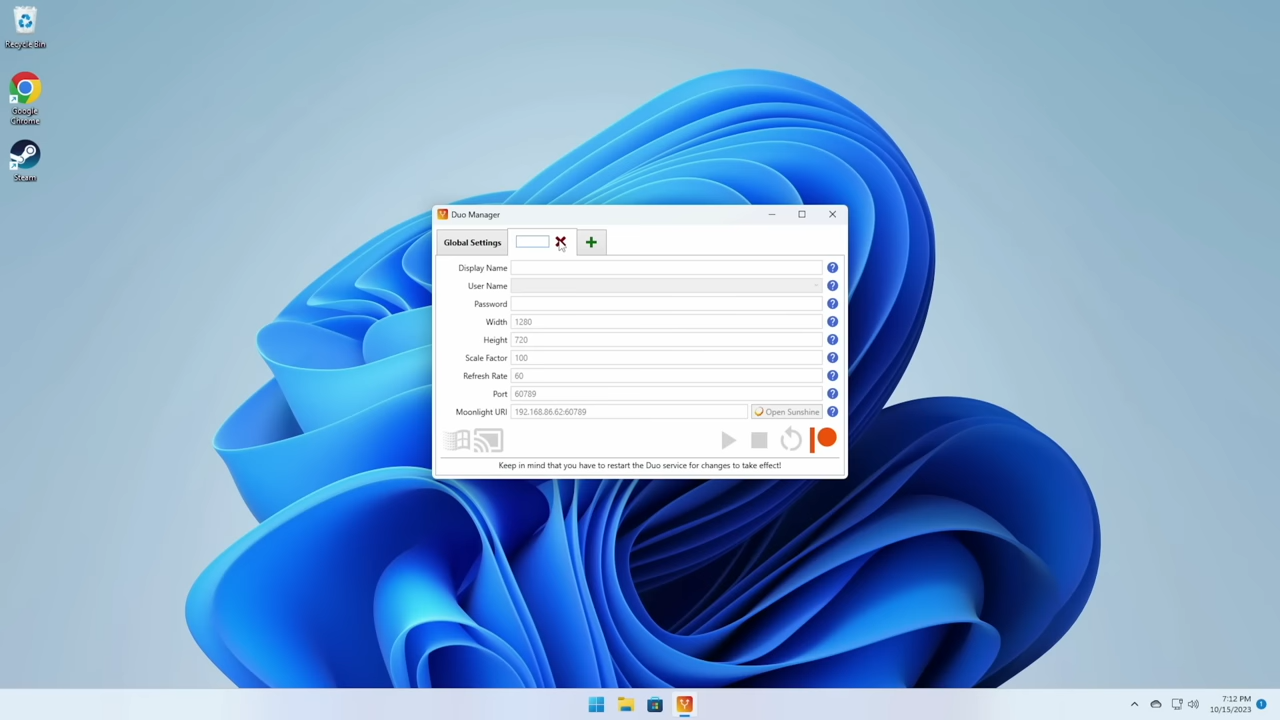 Recycle Bin
Google
Chrome
Steam
Duo Manager
Global Settings
Display Name
User Name
Password
Width 1280
Height 720
Scale Factor 100
Refresh Rate 60
Port 60789
Moonlight URI 192.168.86.62:60789 Open Sunshine
Keep in mind that you have to restart the Duo service for changes to take effect!
7:12 PM
10/15/2023